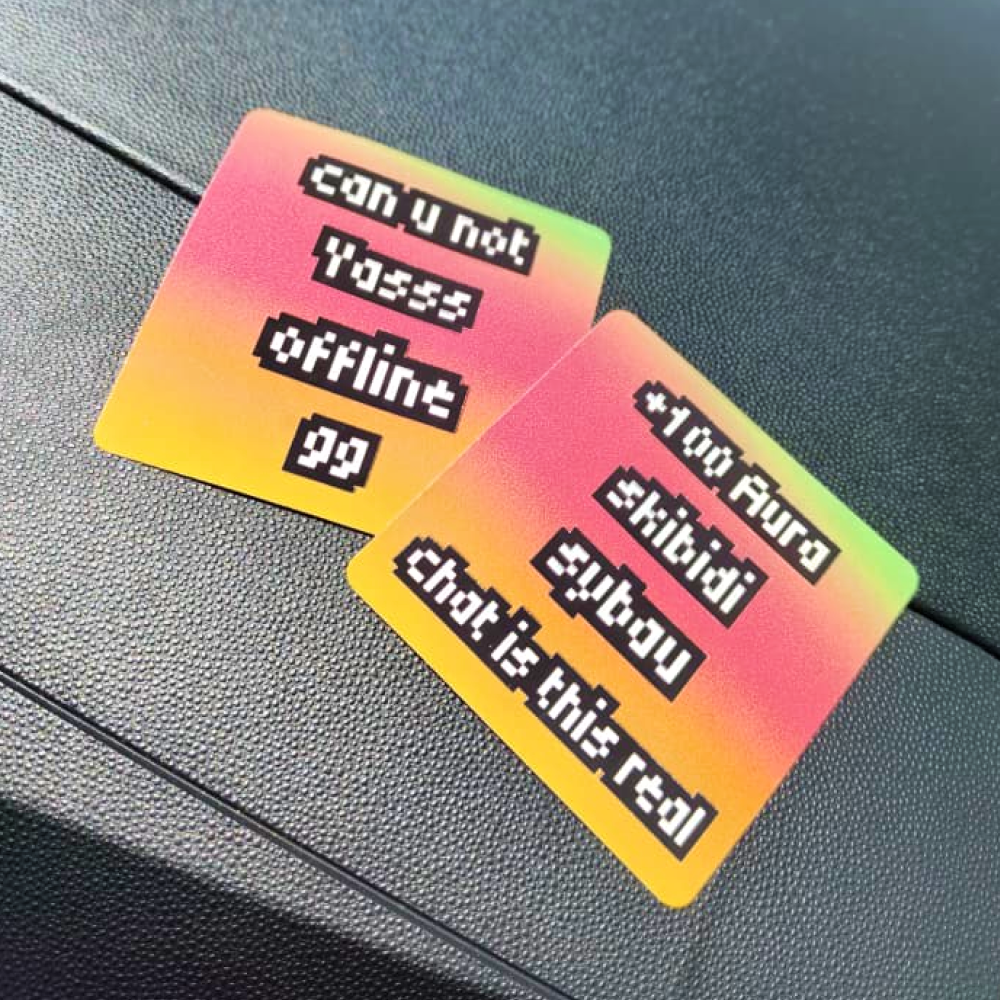 can u not
Yasss
offline
gg
+100 Aura
skibidi
sybau
chat is this real